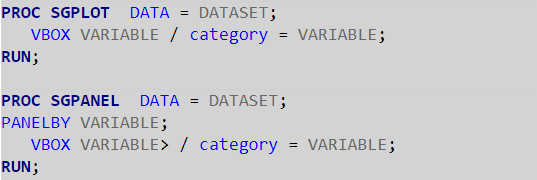 PROC SGPLOT DATA = DATASET;
VBOX VARIABLE / category = VARIABLE;
RUN;
PROC SGPANEL DATA = DATASET;
PANELBY VARIABLE;
VBOX VARIABLE> / category = VARIABLE;
RUN;